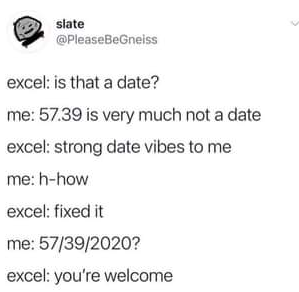 slate
@PleaseBeGneiss
excel: is that a date?
me: 57.39 is very much not a date
excel: strong date vibes to me
me: h-how
excel: fixed it
me: 57/39/2020?
excel: you're welcome